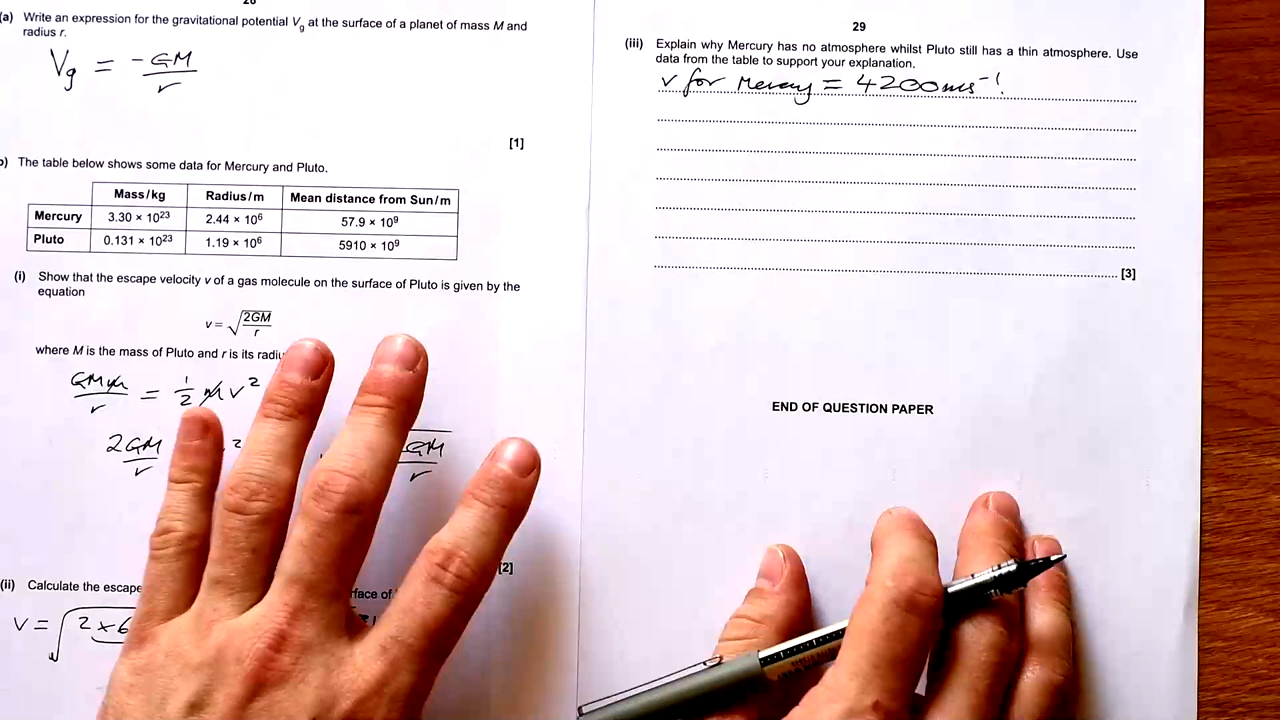 28
(a) Write an expression for the gravitational potential Vg at the surface of a planet of mass M and
radius r.
Vg = -GM/r
[1]
The table below shows some data for Mercury and Pluto.
Mass/kg Radius/m Mean distance from Sun/m
Mercury 3.30 × 10²³ 2.44 × 10⁶ 57.9 × 10⁹
Pluto 0.131 × 10²³ 1.19 × 10⁶ 5910 × 10⁹
(i) Show that the escape velocity v of a gas molecule on the surface of Pluto is given by the
equation
v = √(2GM/r)
where M is the mass of Pluto and r is its
GMm/r = 1/2 mv²
2GM/r ² GM/r
[2]
(ii) Calculate the escape face of
v = √ 2 × 6
29
(iii) Explain why Mercury has no atmosphere whilst Pluto still has a thin atmosphere. Use
data from the table to support your explanation.
v for Mercury = 4200ms⁻¹.
[3]
END OF QUESTION PAPER